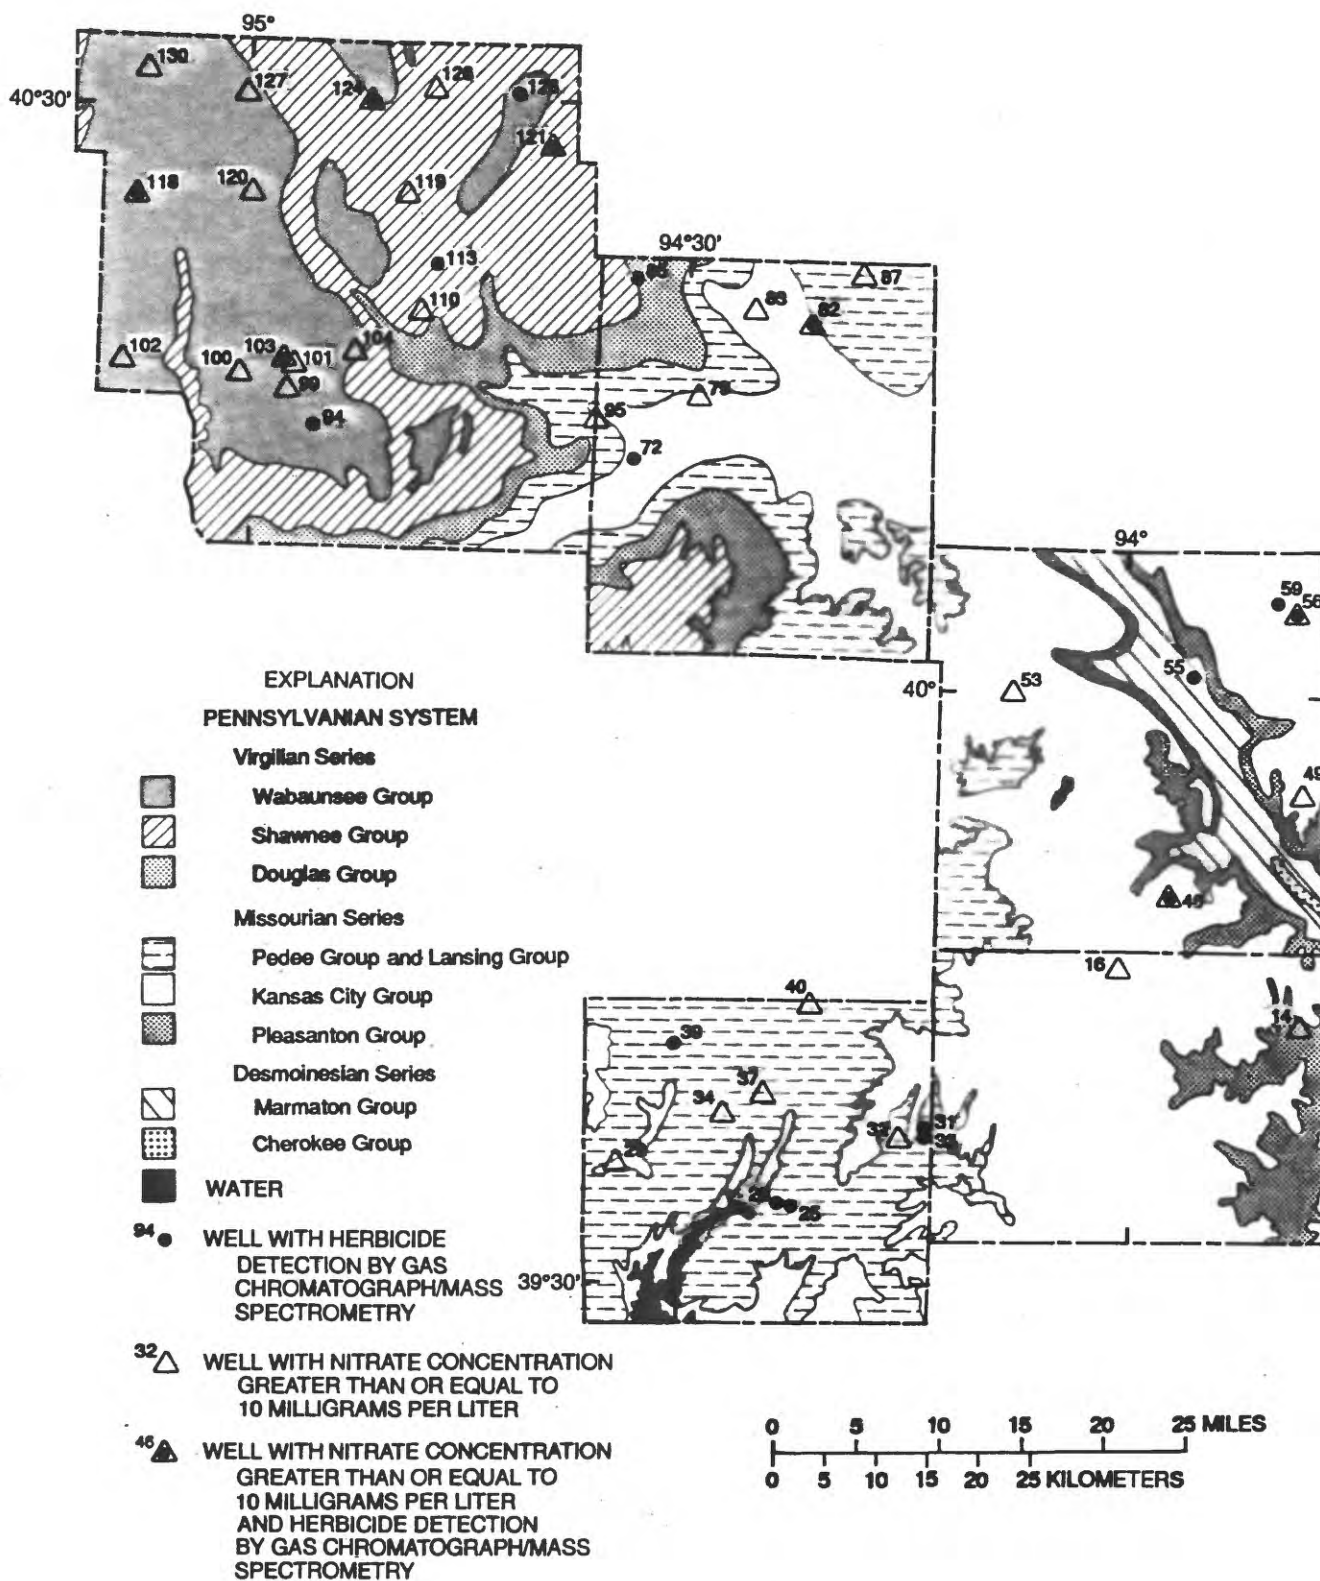 95°
130
127
124
126
40°30'
121
118
120
119
94°30'
113
87
110
83
82
102
103
101
104
100
99
79
95
94
72
94°
59
56
55
53
40°
49
EXPLANATION
PENNSYLVANIAN SYSTEM
Virgilian Series
Wabaunsee Group
Shawnee Group
Douglas Group
Missourian Series
Pedee Group and Lansing Group
Kansas City Group
Pleasanton Group
Desmoinesian Series
Marmaton Group
Cherokee Group
WATER
16
40
14
39
37
34
31
25
39°30'
94 WELL WITH HERBICIDE
DETECTION BY GAS
CHROMATOGRAPH/MASS
SPECTROMETRY
32 WELL WITH NITRATE CONCENTRATION
GREATER THAN OR EQUAL TO
10 MILLIGRAMS PER LITER
46 WELL WITH NITRATE CONCENTRATION
GREATER THAN OR EQUAL TO
10 MILLIGRAMS PER LITER
AND HERBICIDE DETECTION
BY GAS CHROMATOGRAPH/MASS
SPECTROMETRY
0 5 10 15 20 25 MILES
0 5 10 15 20 25 KILOMETERS